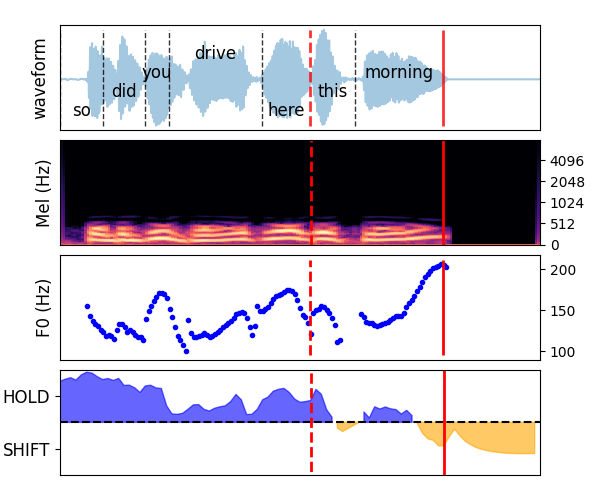 waveform
so did you drive here this morning
Mel (Hz)
4096
2048
1024
512
0
F0 (Hz)
200
150
100
HOLD
SHIFT